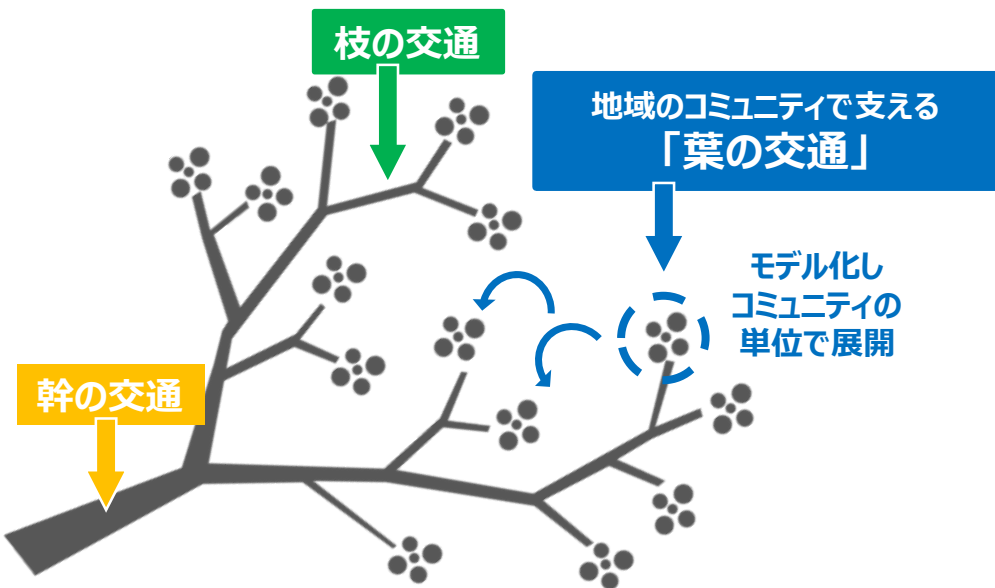 枝の交通
地域のコミュニティで支える
「葉の交通」
モデル化し
コミュニティの
単位で展開
幹の交通